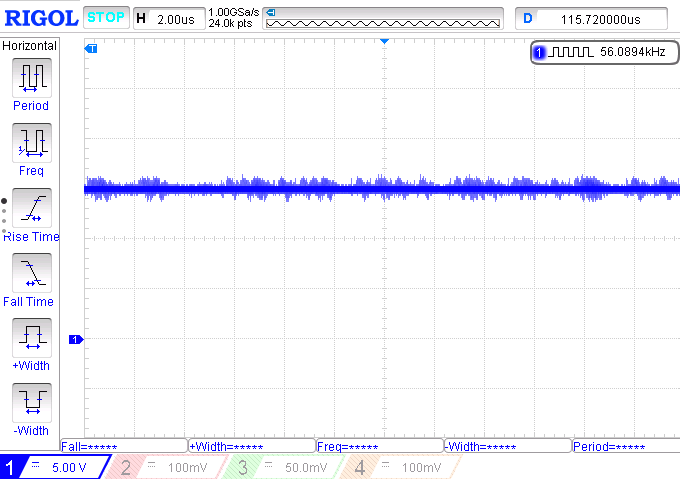 RIGOL STOP H 2.00us 1.00GSa/s 24.0k pts D 115.720000us
T
1 56.0894kHz
Horizontal
Period
Freq
Rise Time
Fall Time
1
+Width
-Width
Fall=***** +Width=***** Freq=***** -Width=***** Period=*****
1 5.00 V 2 100mV 3 50.0mV 4 100mV